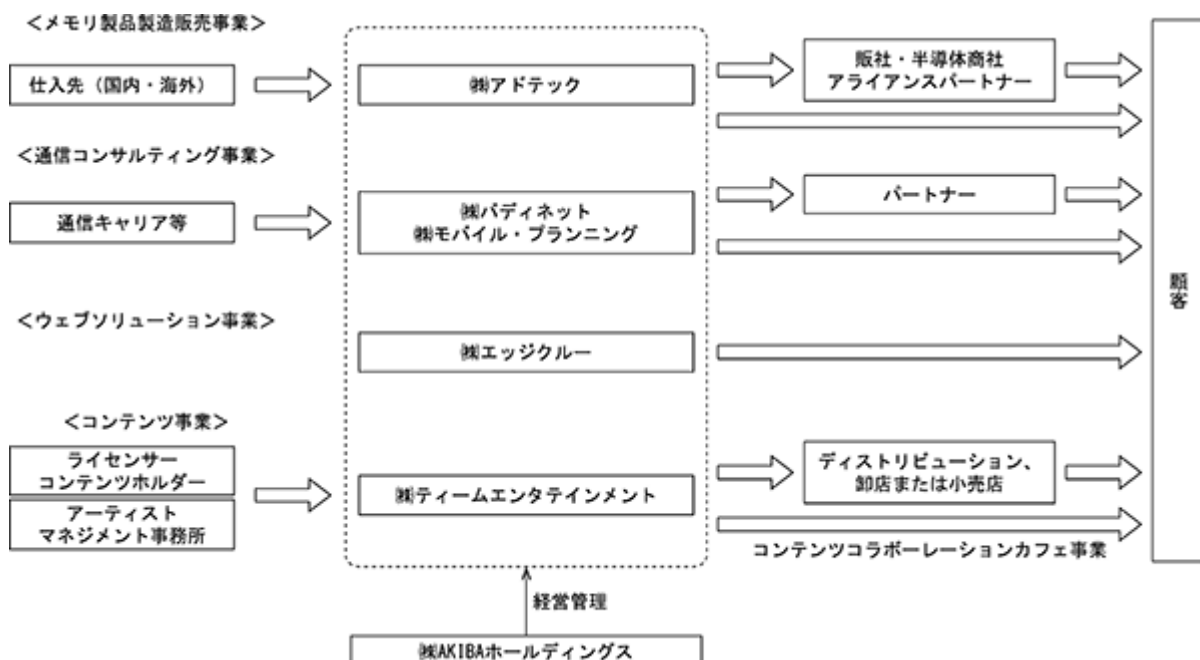 ＜メモリ製品製造販売事業＞
仕入先（国内・海外）
㈱アドテック
販社・半導体商社
アライアンスパートナー
＜通信コンサルティング事業＞
通信キャリア等
㈱バディネット
㈱モバイル・プランニング
パートナー
顧客
＜ウェブソリューション事業＞
㈱エッジクルー
＜コンテンツ事業＞
ライセンサー
コンテンツホルダー
アーティスト
マネジメント事務所
㈱ティームエンタテインメント
ディストリビューション、
卸店または小売店
コンテンツコラボーレーションカフェ事業
経営管理
㈱AKIBAホールディングス